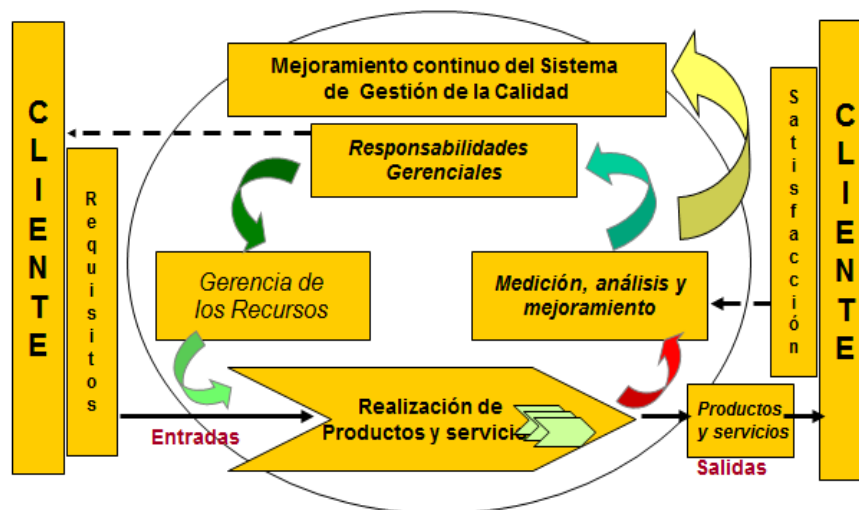 Mejoramiento continuo del Sistema
de Gestión de la Calidad
CLIENTE
Requisitos
Responsabilidades
Gerenciales
Satisfacción
CLIENTE
Gerencia de
los Recursos
Medición, análisis y
mejoramiento
Realización de
Productos y servici
Entradas
Productos
y servicios
Salidas